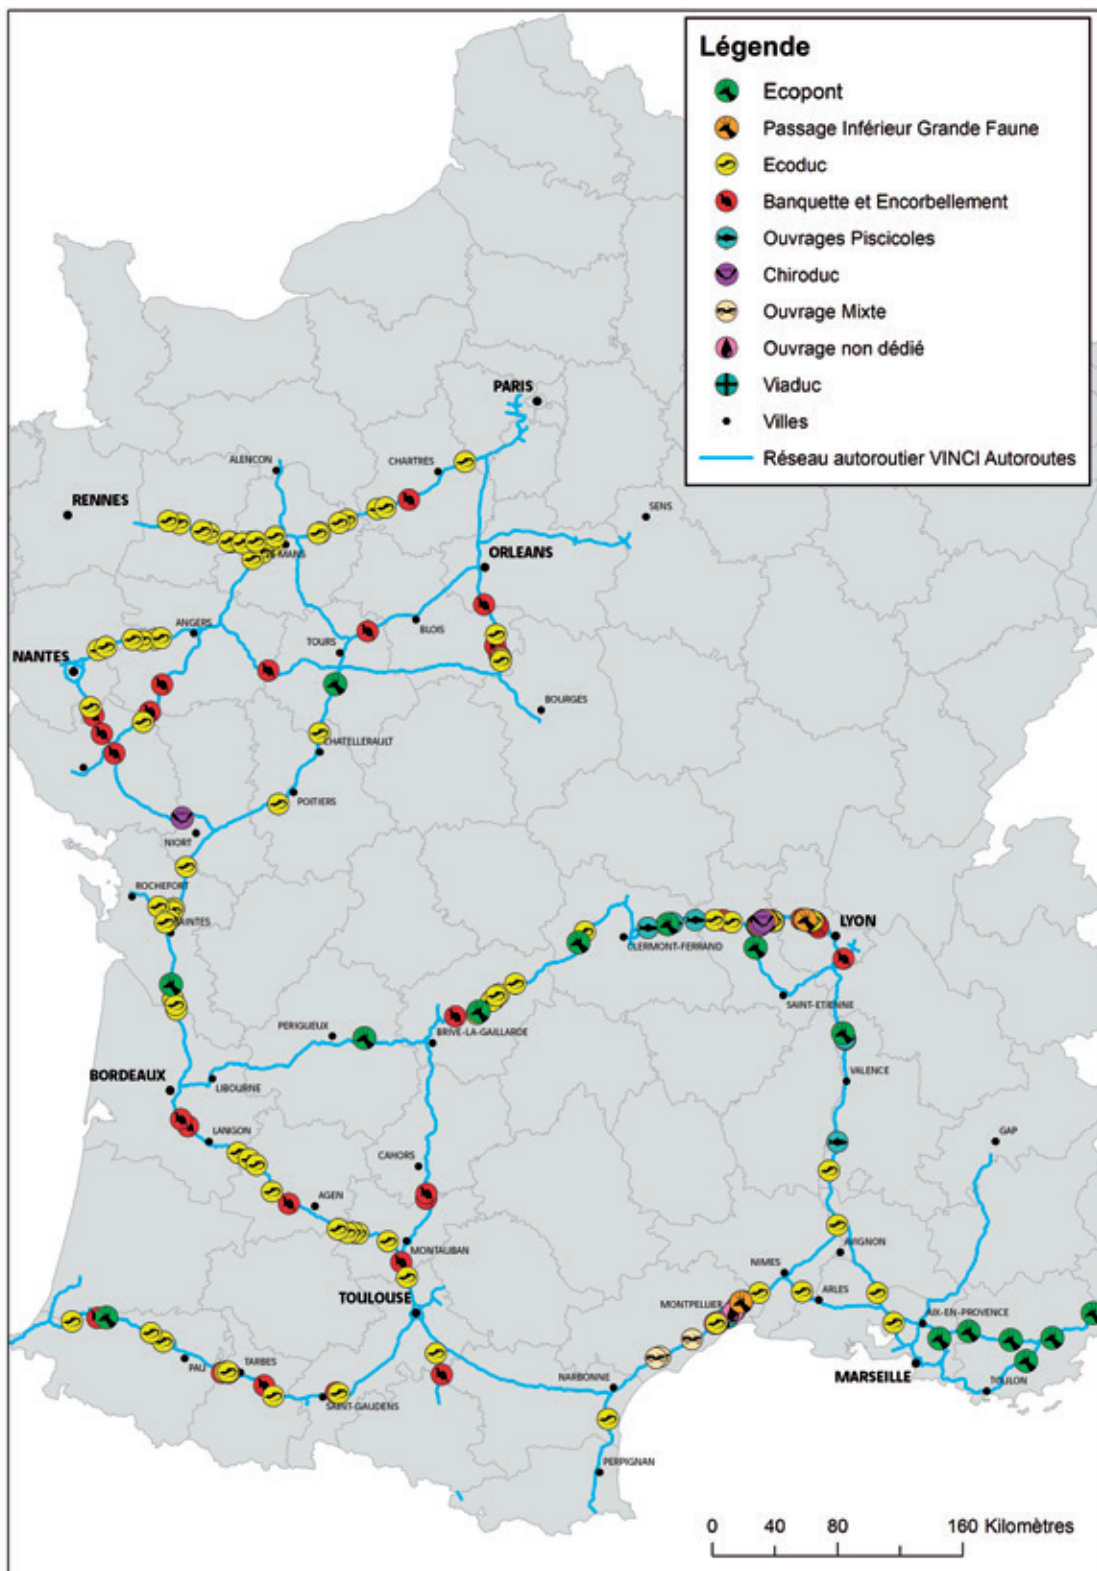 Légende
Ecopont
Passage Inférieur Grande Faune
Ecoduc
Banquette et Encorbellement
Ouvrages Piscicoles
Chiroduc
Ouvrage Mixte
Ouvrage non dédié
Viaduc
Villes
Réseau autoroutier VINCI Autoroutes
PARIS
ALENCON
CHARTRES
RENNES
SENS
MANS
ORLEANS
ANGERS
BLOIS
TOURS
NANTES
BOURGES
CHATELLERAULT
POITIERS
NIORT
ROCHEFORT
SAINTES
LYON
CLERMONT-FERRAND
SAINT-ETIENNE
PERIGUEUX
BRIVE-LA-GAILLARDE
BORDEAUX
LIBOURNE
VALENCE
LANGON
GAP
CAHORS
AGEN
MONTAUBAN
AVIGNON
NIMES
TOULOUSE
MONTPELLIER
ARLES
AIX-EN-PROVENCE
PAU
TARBES
MARSEILLE
NARBONNE
TOULON
SAINT-GAUDENS
PERPIGNAN
0 40 80 160 Kilomètres